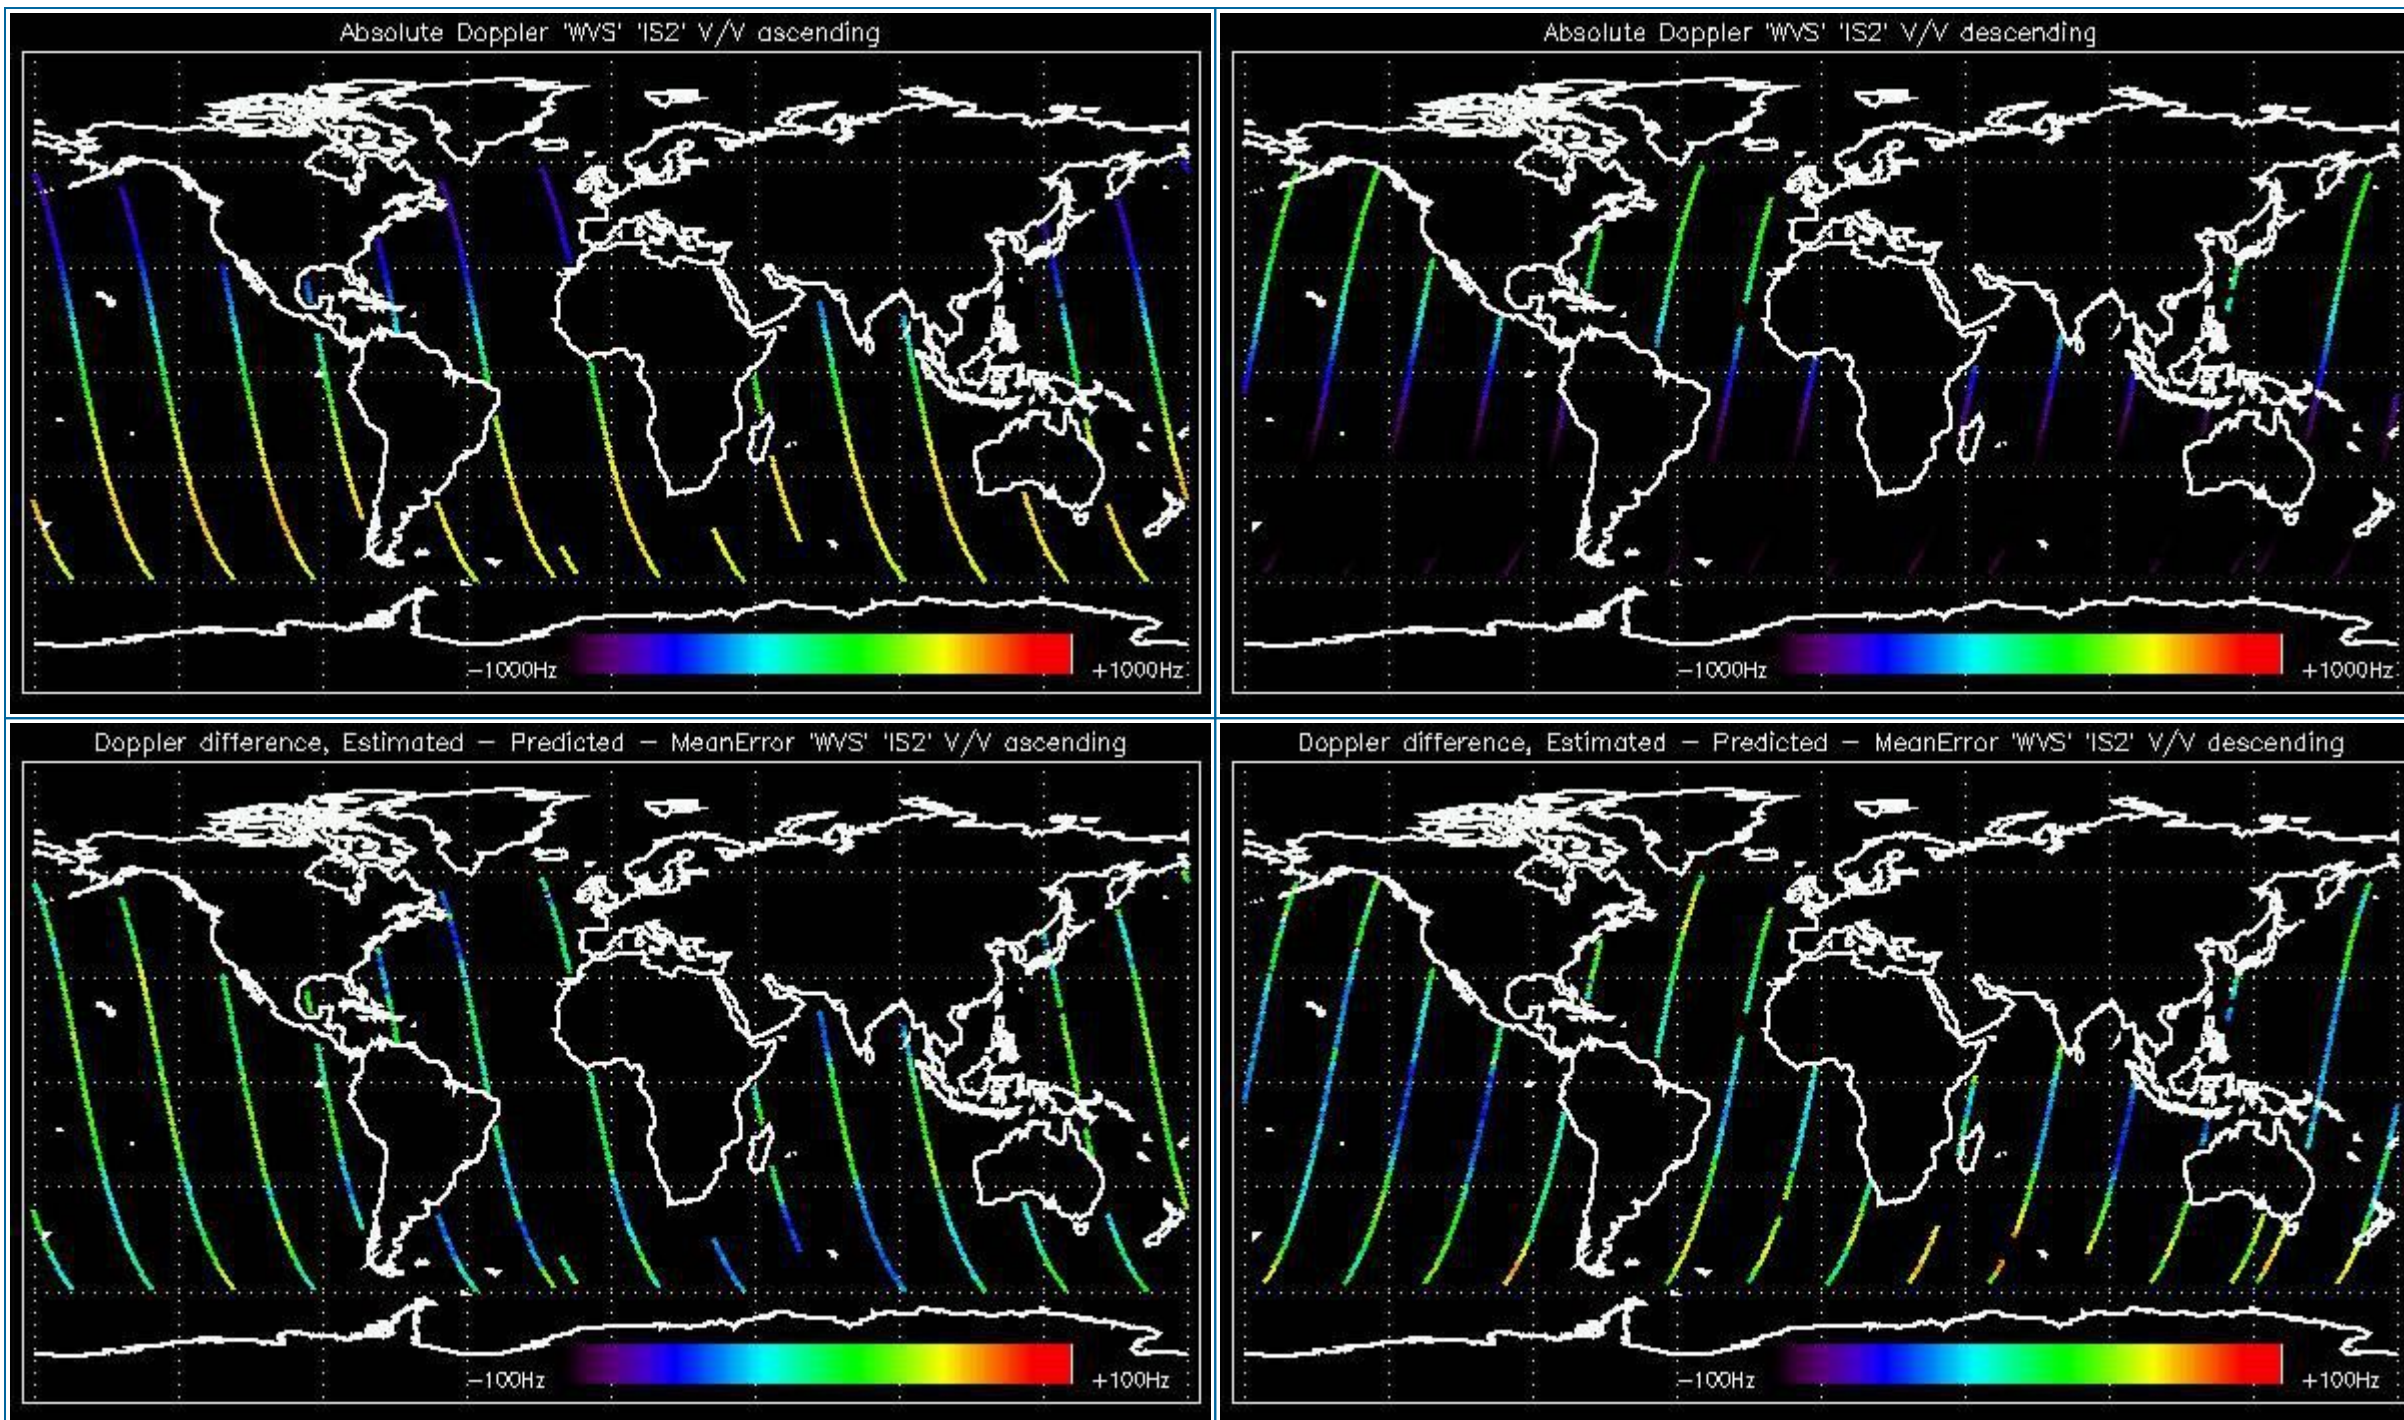 Absolute Doppler 'WVS' 'IS2' V/V ascending
−1000Hz
+1000Hz
Absolute Doppler 'WVS' 'IS2' V/V descending
−1000Hz
+1000Hz
Doppler difference, Estimated − Predicted − MeanError 'WVS' 'IS2' V/V ascending
−100Hz
+100Hz
Doppler difference, Estimated − Predicted − MeanError 'WVS' 'IS2' V/V descending
−100Hz
+100Hz